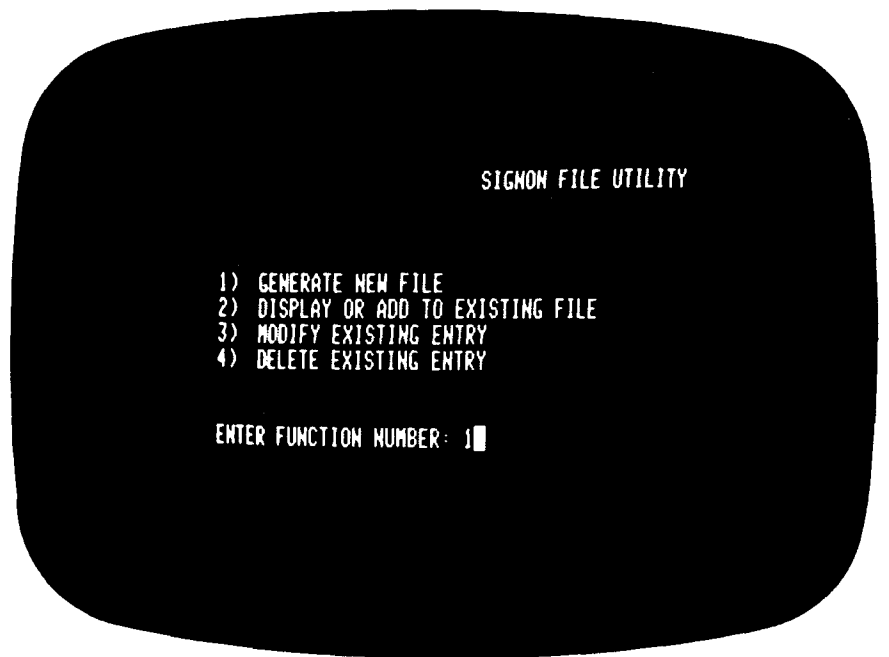 SIGNON FILE UTILITY
1) GENERATE NEW FILE
2) DISPLAY OR ADD TO EXISTING FILE
3) MODIFY EXISTING ENTRY
4) DELETE EXISTING ENTRY
ENTER FUNCTION NUMBER: 1